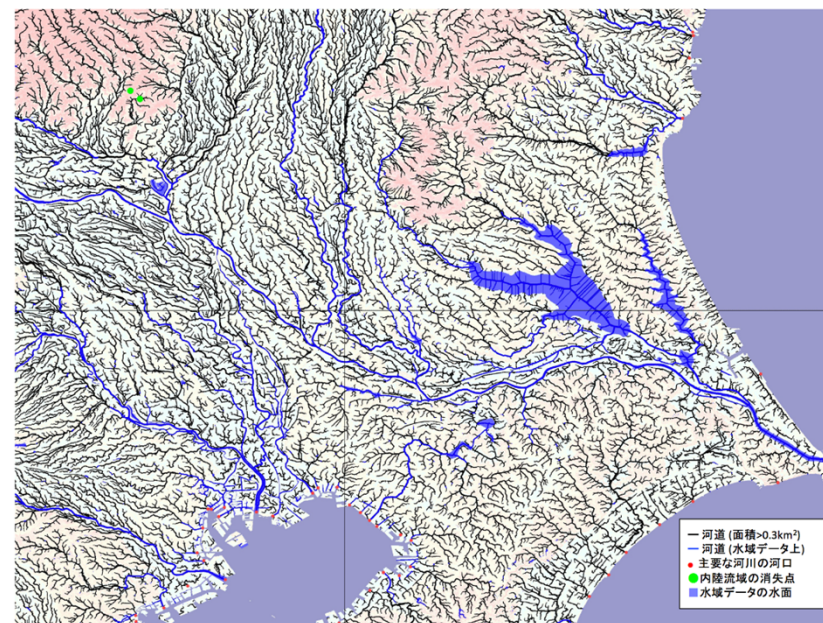 河道 (面積>0.3km²)
河道 (水域データ上)
主要な河川の河口
内陸流域の消失点
水域データの水面